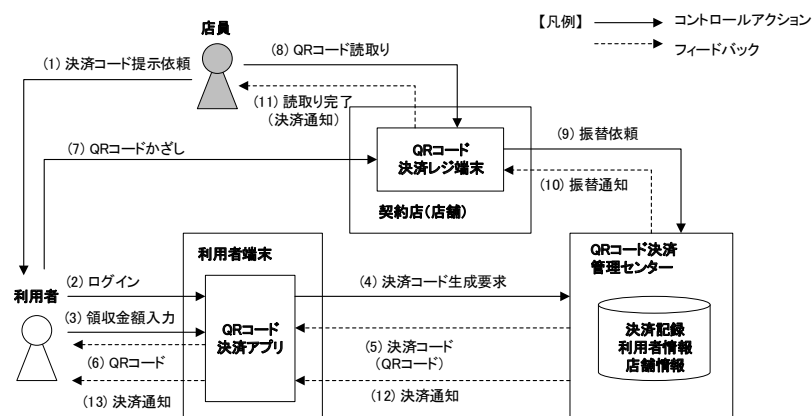 店員
【凡例】
コントロールアクション
フィードバック
(1) 決済コード提示依頼
(8) QRコード読取り
(11) 読取り完了
(決済通知)
(7) QRコードかざし
QRコード
決済レジ端末
(9) 振替依頼
(10) 振替通知
契約店(店舗)
利用者端末
QRコード決済
管理センター
利用者
(2) ログイン
(3) 領収金額入力
(4) 決済コード生成要求
QRコード
決済アプリ
(5) 決済コード
(QRコード)
(6) QRコード
(12) 決済通知
(13) 決済通知
決済記録
利用者情報
店舗情報